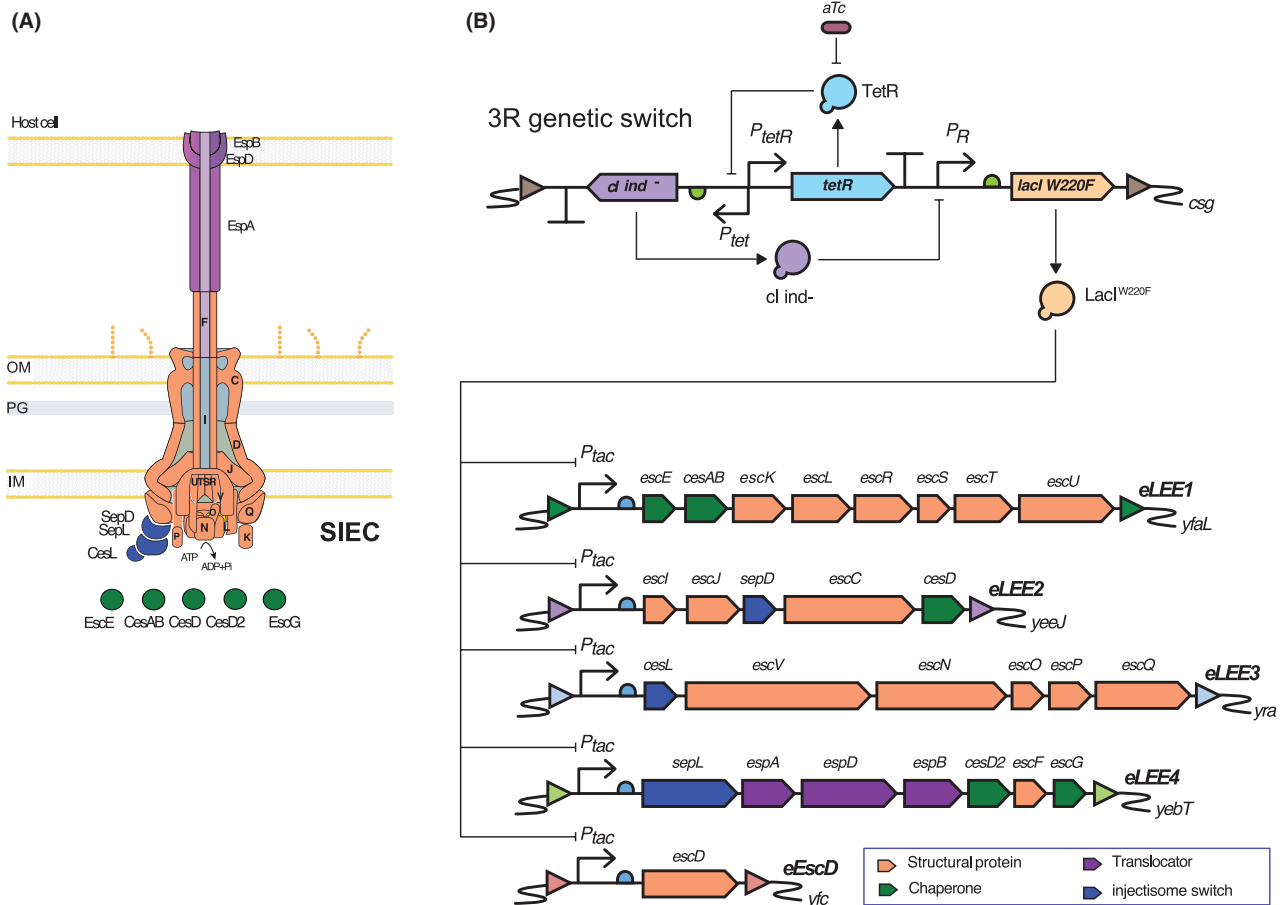 (A)
Host cell
EspB
EspD
EspA
F
OM
C
PG
I
D
J
IM
UTSR
V
O
Q
N
L
P
K
SepD
SepL
CesL
ATP
ADP+Pi
SIEC
EscE CesAB CesD CesD2 EscG
(B)
aTc
TetR
3R genetic switch
PtetR
PR
cI ind -
tetR
lacI W220F
csg
Ptet
cI ind-
LacI W220F
Ptac
escE cesAB escK escL escR escS escT escU eLEE1
yfaL
Ptac
escI escJ sepD escC cesD eLEE2
yeeJ
Ptac
cesL escV escN escO escP escQ eLEE3
yra
Ptac
sepL espA espD espB cesD2 escF escG eLEE4
yebT
Ptac
escD eEscD
vfc
Structural protein
Translocator
Chaperone
injectisome switch